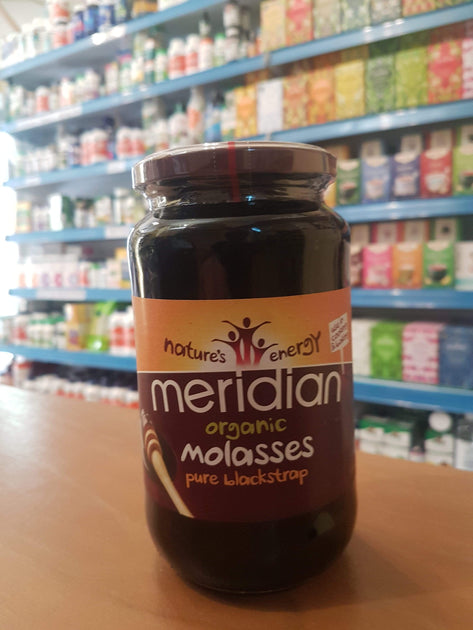 nature's energy
meridian
organic
molasses
pure blackstrap